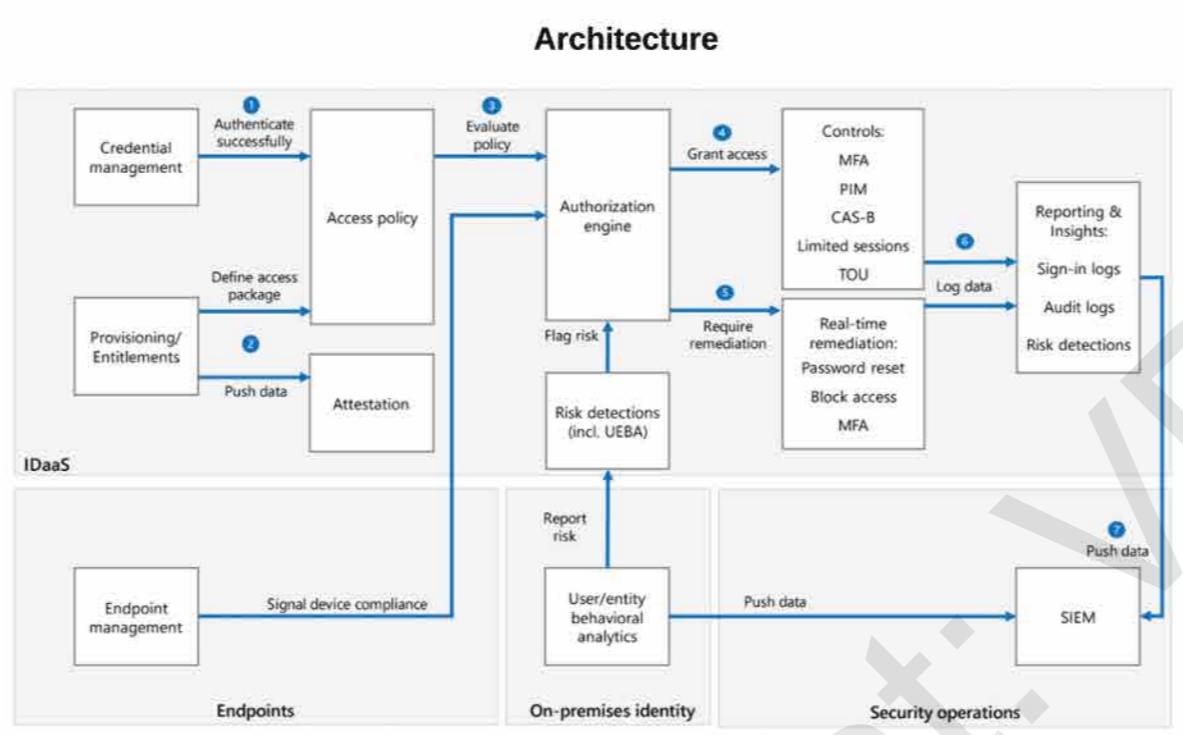 Architecture
1
Authenticate
successfully
3
Evaluate
policy
4
Grant access
Credential
management
Access policy
Authorization
engine
Controls:
MFA
PIM
CAS-B
Limited sessions
TOU
6
Log data
Reporting &
Insights:
Sign-in logs
Audit logs
Risk detections
Define access
package
Provisioning/
Entitlements
2
Push data
Attestation
Flag risk
5
Require
remediation
Real-time
remediation:
Password reset
Block access
MFA
Risk detections
(incl. UEBA)
IDaaS
Report
risk
7
Push data
Endpoint
management
Signal device compliance
User/entity
behavioral
analytics
Push data
SIEM
Endpoints
On-premises identity
Security operations